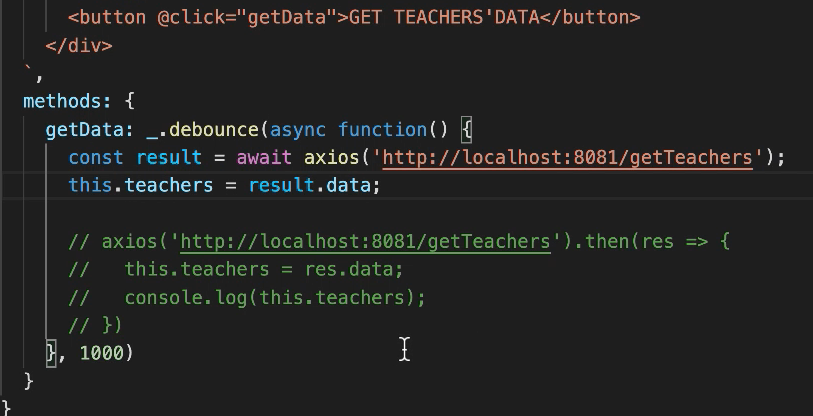 <button @click="getData">GET TEACHERS'DATA</button>
</div>
`,
methods: {
getData: _.debounce(async function() {
const result = await axios('http://localhost:8081/getTeachers');
this.teachers = result.data;
// axios('http://localhost:8081/getTeachers').then(res => {
//   this.teachers = res.data;
//   console.log(this.teachers);
// })
}, 1000)
}
}